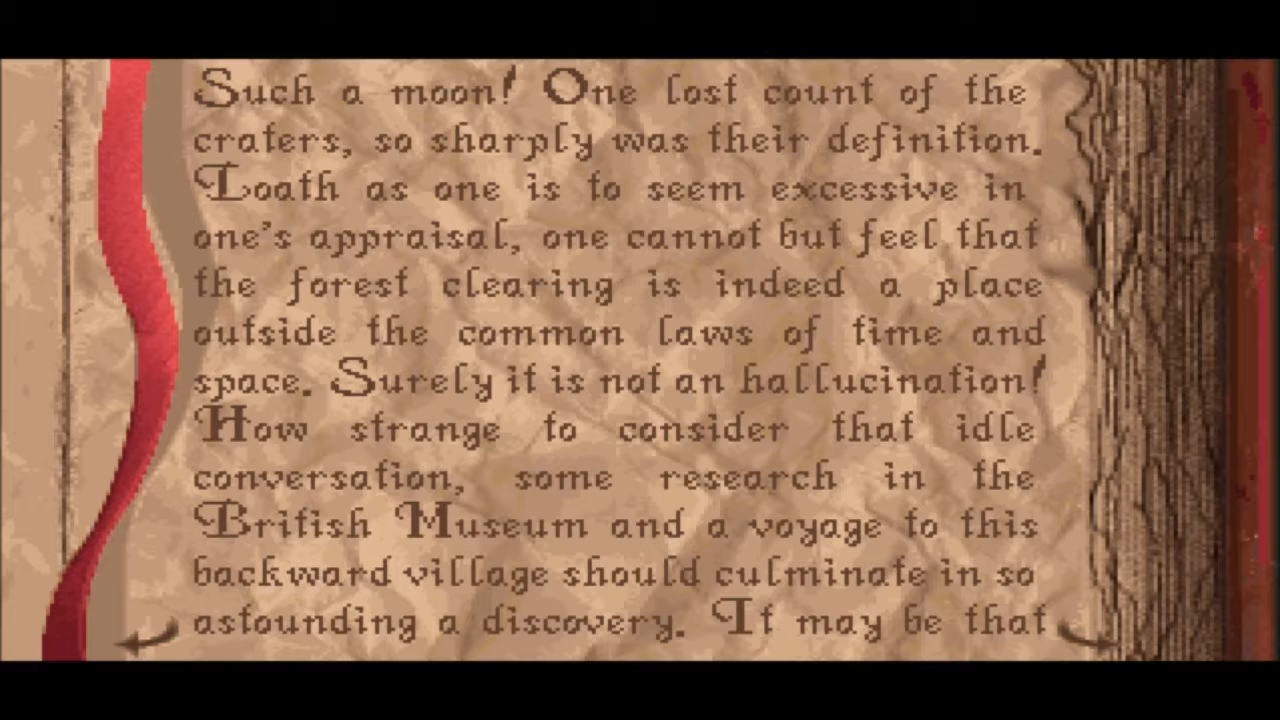 Such a moon! One lost count of the
craters, so sharply was their definition.
Loath as one is to seem excessive in
one's appraisal, one cannot but feel that
the forest clearing is indeed a place
outside the common laws of time and
space. Surely it is not an hallucination!
How strange to consider that idle
conversation, some research in the
British Museum and a voyage to this
backward village should culminate in so
astounding a discovery. It may be that